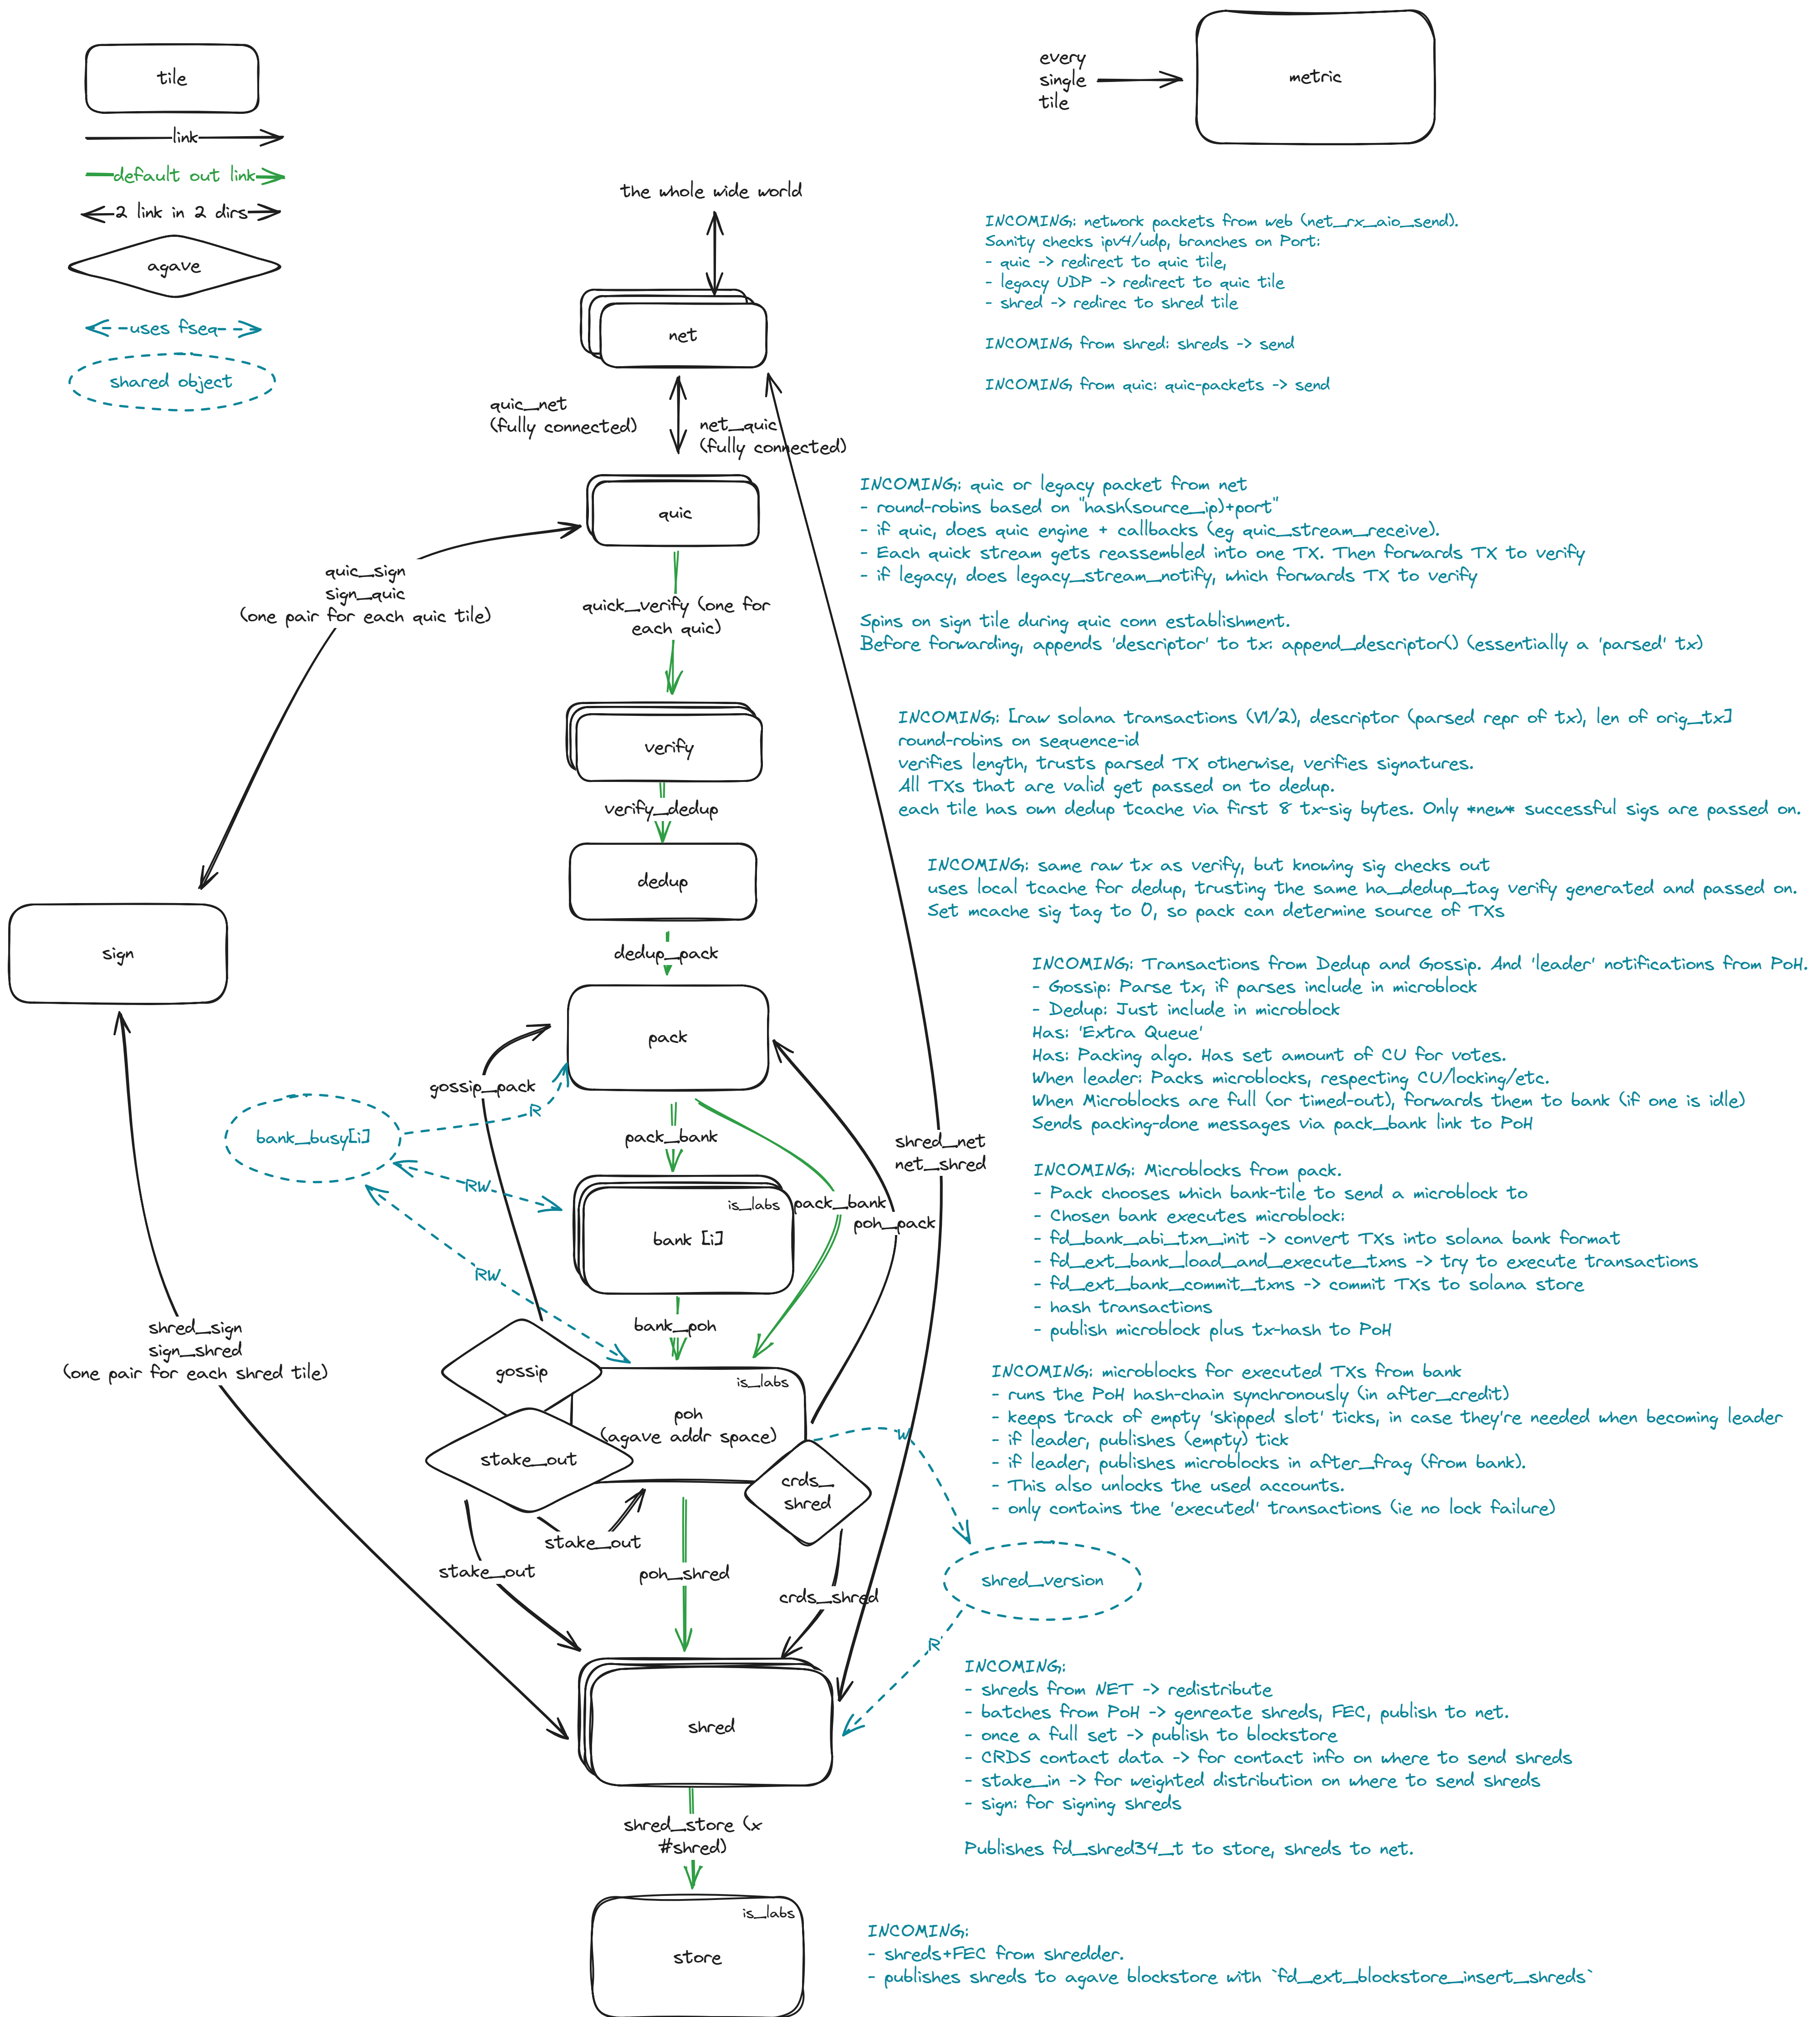 tile
link
default out link
2 link in 2 dirs
agave
uses fseq
shared object
every
single
tile
metric
the whole wide world
INCOMING: network packets from web (net_rx_aio_send).
Sanity checks ipv4/udp, branches on Port:
- quic -> redirect to quic tile,
- legacy UDP -> redirect to quic tile
- shred -> redirec to shred tile
INCOMING from shred: shreds -> send
INCOMING from quic: quic-packets -> send
net
quic_net
(fully connected)
net_quic
(fully connected)
quic
INCOMING: quic or legacy packet from net
- round-robins based on "hash(source_ip)+port"
- if quic, does quic engine + callbacks (eg quic_stream_receive).
- Each quick stream gets reassembled into one TX. Then forwards TX to verify
- if legacy, does legacy_stream_notify, which forwards TX to verify
Spins on sign tile during quic conn establishment.
Before forwarding, appends 'descriptor' to tx: append_descriptor() (essentially a 'parsed' tx)
quic_sign
sign_quic
(one pair for each quic tile)
quick_verify (one for
each quic)
verify
INCOMING: [raw solana transactions (V1/2), descriptor (parsed repr of tx), len of orig_tx]
round-robins on sequence-id
verifies length, trusts parsed TX otherwise, verifies signatures.
All TXs that are valid get passed on to dedup.
each tile has own dedup tcache via first 8 tx-sig bytes. Only *new* successful sigs are passed on.
verify_dedup
dedup
INCOMING: same raw tx as verify, but knowing sig checks out
uses local tcache for dedup, trusting the same ha_dedup_tag verify generated and passed on.
Set mcache sig tag to 0, so pack can determine source of TXs
sign
dedup_pack
pack
INCOMING: Transactions from Dedup and Gossip. And 'leader' notifications from PoH.
- Gossip: Parse tx, if parses include in microblock
- Dedup: Just include in microblock
Has: 'Extra Queue'
Has: Packing algo. Has set amount of CU for votes.
When leader: Packs microblocks, respecting CU/locking/etc.
When Microblocks are full (or timed-out), forwards them to bank (if one is idle)
Sends packing-done messages via pack_bank link to PoH
gossip_pack
R
bank_busy[i]
pack_bank
shred_net
net_shred
RW
is_labs
bank [i]
pack_bank
poh_pack
INCOMING: Microblocks from pack.
- Pack chooses which bank-tile to send a microblock to
- Chosen bank executes microblock:
- fd_bank_abi_txn_init -> convert TXs into solana bank format
- fd_ext_bank_load_and_execute_txns -> try to execute transactions
- fd_ext_bank_commit_txns -> commit TXs to solana store
- hash transactions
- publish microblock plus tx-hash to PoH
RW
bank_poh
shred_sign
sign_shred
(one pair for each shred tile)
gossip
is_labs
poh
(agave addr space)
stake_out
crds_
shred
W
INCOMING: microblocks for executed TXs from bank
- runs the PoH hash-chain synchronously (in after_credit)
- keeps track of empty 'skipped slot' ticks, in case they're needed when becoming leader
- if leader, publishes (empty) tick
- if leader, publishes microblocks in after_frag (from bank).
- This also unlocks the used accounts.
- only contains the 'executed' transactions (ie no lock failure)
stake_out
stake_out
poh_shred
crds_shred
shred_version
R
shred
INCOMING:
- shreds from NET -> redistribute
- batches from PoH -> genreate shreds, FEC, publish to net.
- once a full set -> publish to blockstore
- CRDS contact data -> for contact info on where to send shreds
- stake_in -> for weighted distribution on where to send shreds
- sign: for signing shreds
Publishes fd_shred34_t to store, shreds to net.
shred_store (x
#shred)
is_labs
store
INCOMING:
- shreds+FEC from shredder.
- publishes shreds to agave blockstore with `fd_ext_blockstore_insert_shreds`